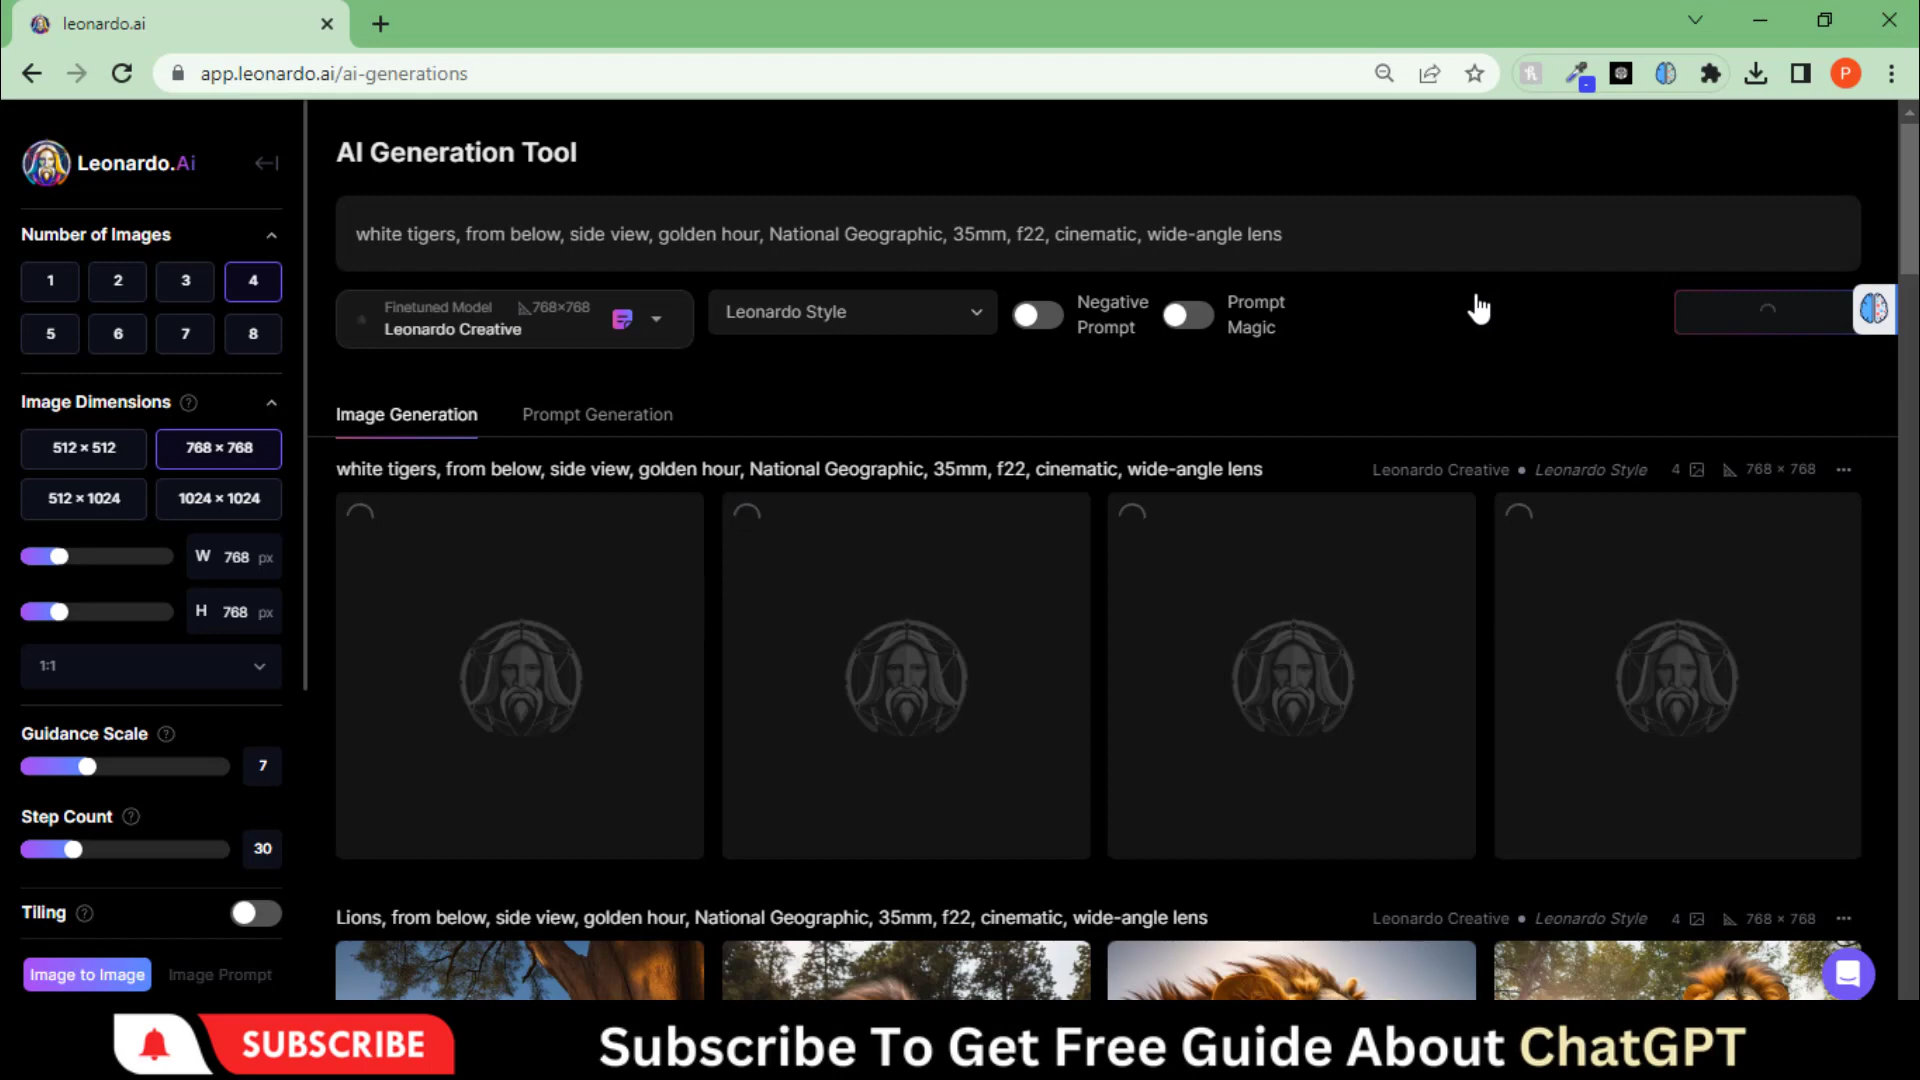 leonardo.ai
app.leonardo.ai/ai-generations
P
Leonardo.Ai
AI Generation Tool
white tigers, from below, side view, golden hour, National Geographic, 35mm, f22, cinematic, wide-angle lens
Number of Images
1 2 3 4
5 6 7 8
Finetuned Model 768×768
Leonardo Creative
Leonardo Style
Negative
Prompt
Prompt
Magic
Image Dimensions
512 × 512 768 × 768
512 × 1024 1024 × 1024
W 768 px
H 768 px
1:1
Guidance Scale
7
Step Count
30
Tiling
Image to Image Image Prompt
Image Generation Prompt Generation
white tigers, from below, side view, golden hour, National Geographic, 35mm, f22, cinematic, wide-angle lens
Leonardo Creative ● Leonardo Style 4 768 × 768
Lions, from below, side view, golden hour, National Geographic, 35mm, f22, cinematic, wide-angle lens
Leonardo Creative ● Leonardo Style 4 768 × 768
SUBSCRIBE
Subscribe To Get Free Guide About ChatGPT